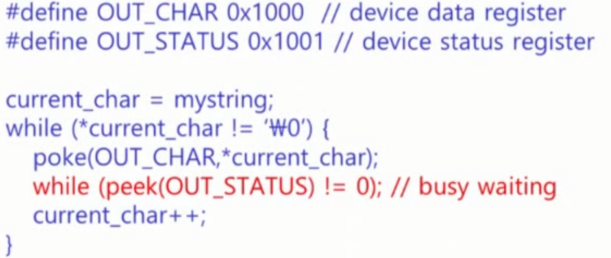 #define OUT_CHAR 0x1000 // device data register
#define OUT_STATUS 0x1001 // device status register
current_char = mystring;
while (*current_char != '₩0') {
poke(OUT_CHAR,*current_char);
while (peek(OUT_STATUS) != 0); // busy waiting
current_char++;
}